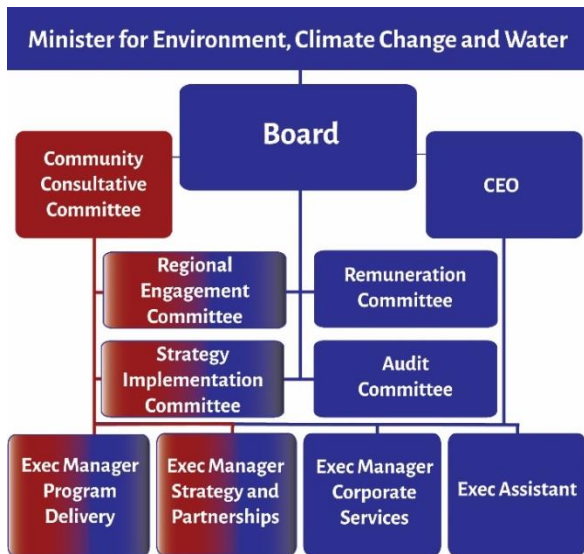 Minister for Environment, Climate Change and Water
Board
Community
Consultative
Committee
CEO
Regional
Engagement
Committee
Remuneration
Committee
Strategy
Implementation
Committee
Audit
Committee
Exec Manager
Program
Delivery
Exec Manager
Strategy and
Partnerships
Exec Manager
Corporate
Services
Exec Assistant